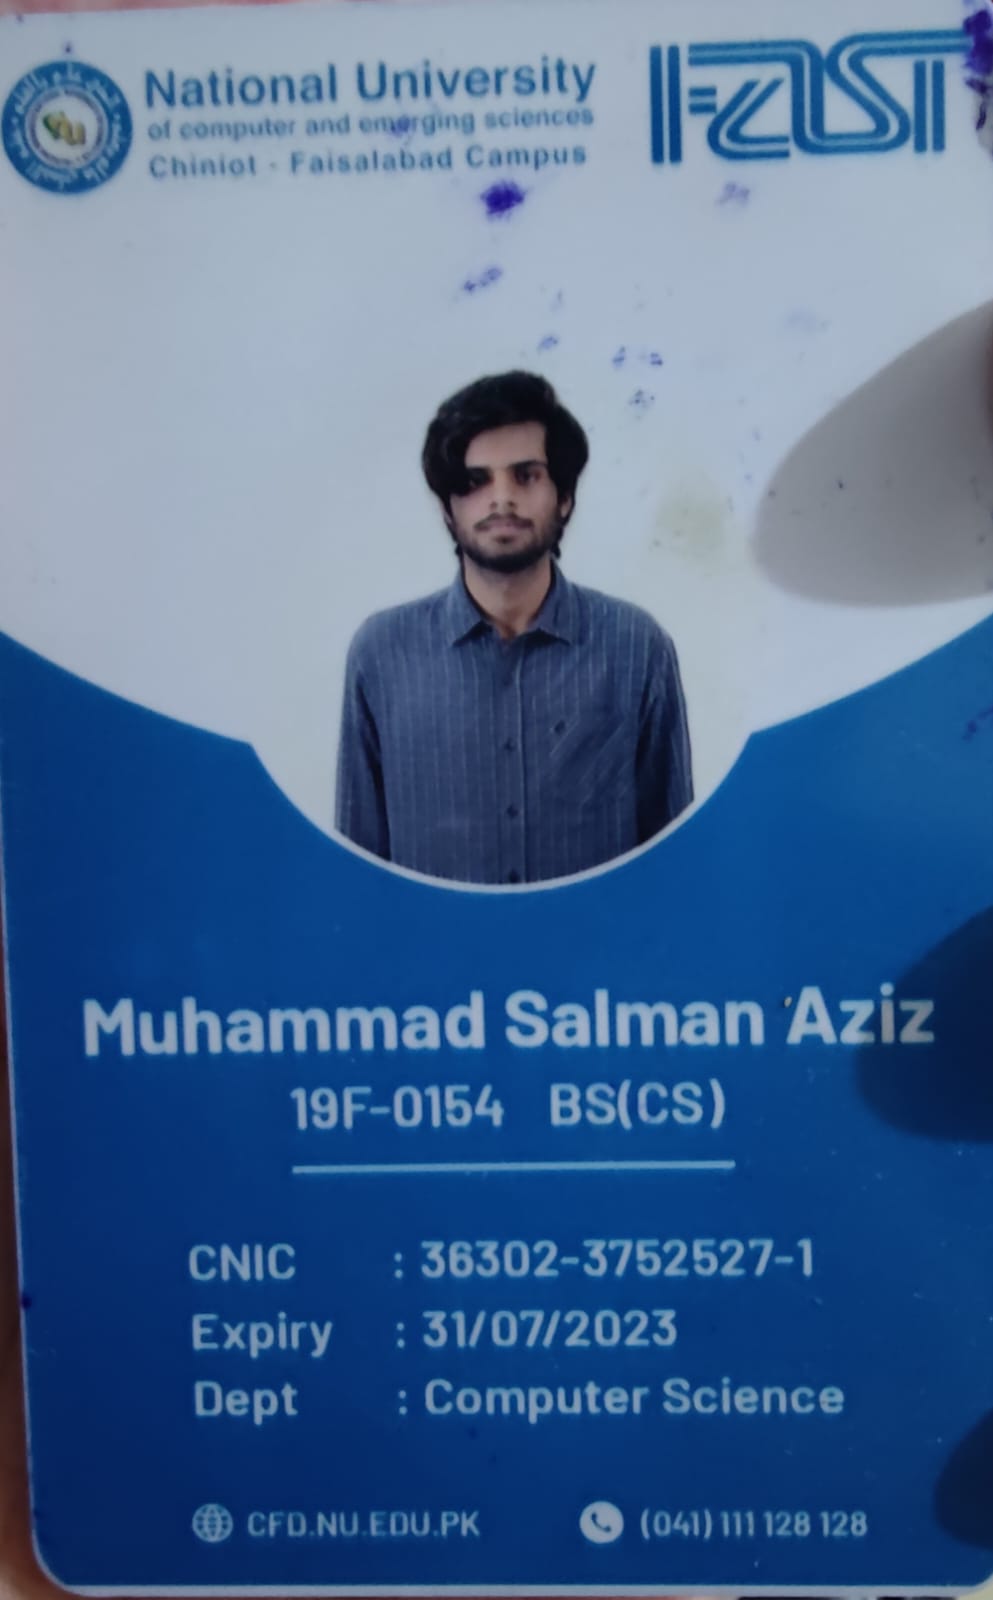 National University
of computer and emerging sciences
Chiniot - Faisalabad Campus
FAST
Muhammad Salman Aziz
19F-0154 BS(CS)
CNIC : 36302-3752527-1
Expiry : 31/07/2023
Dept : Computer Science
CFD.NU.EDU.PK (041) 111 128 128